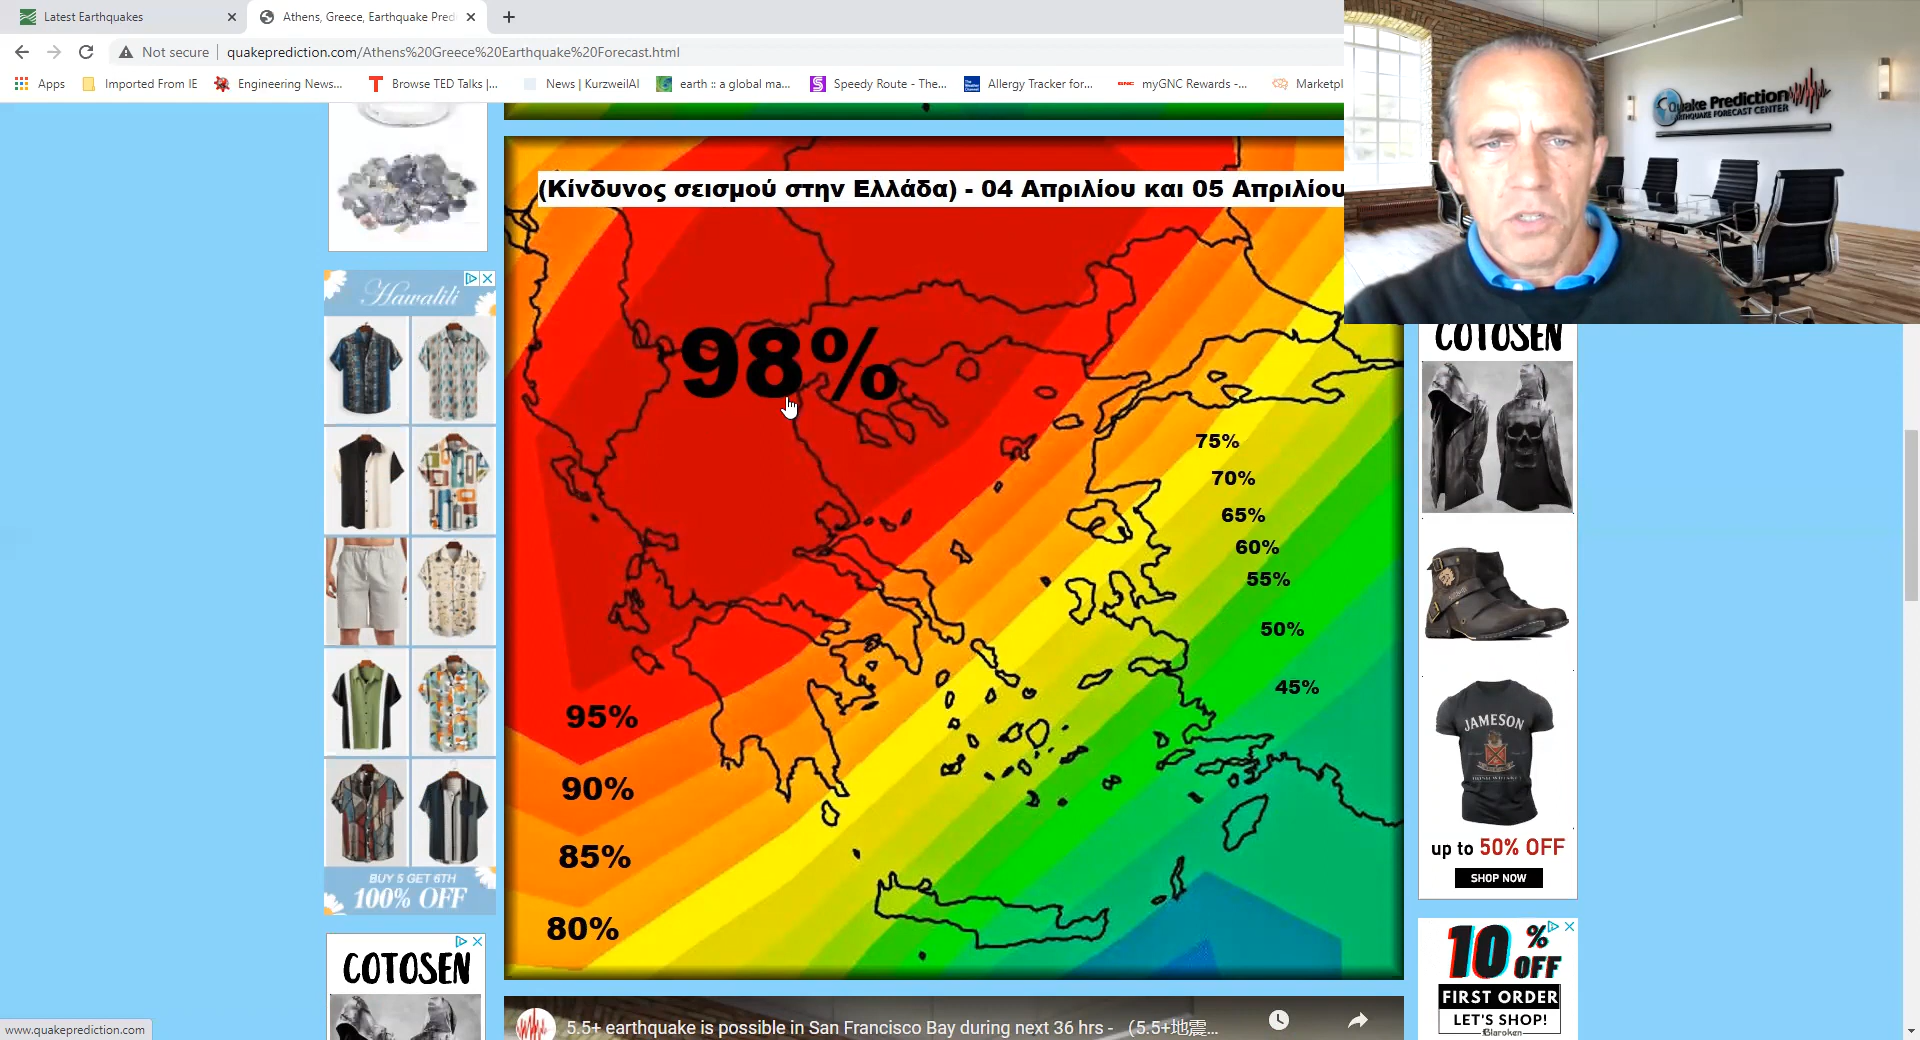 Latest Earthquakes
Athens, Greece, Earthquake Pred
Not secure
quakeprediction.com/Athens%20Greece%20Earthquake%20Forecast.html
Apps
Imported From IE
Engineering News...
Browse TED Talks |...
News | KurzweilAI
earth :: a global ma...
Speedy Route - The...
Allergy Tracker for...
GNC
myGNC Rewards -...
Marketpl
Quake Prediction
EARTHQUAKE FORECAST CENTER
(Κίνδυνος σεισμού στην Ελλάδα) - 04 Απριλίου και 05 Απριλίου
98%
75%
70%
65%
60%
55%
50%
45%
95%
90%
85%
80%
Hawalili
BUY 5 GET 6TH
100% OFF
COTOSEN
COTOSEN
JAMESON
up to 50% OFF
SHOP NOW
10% OFF
FIRST ORDER
LET'S SHOP!
Blaroken
5.5+ earthquake is possible in San Francisco Bay during next 36 hrs - （5.5+地震...
www.quakeprediction.com